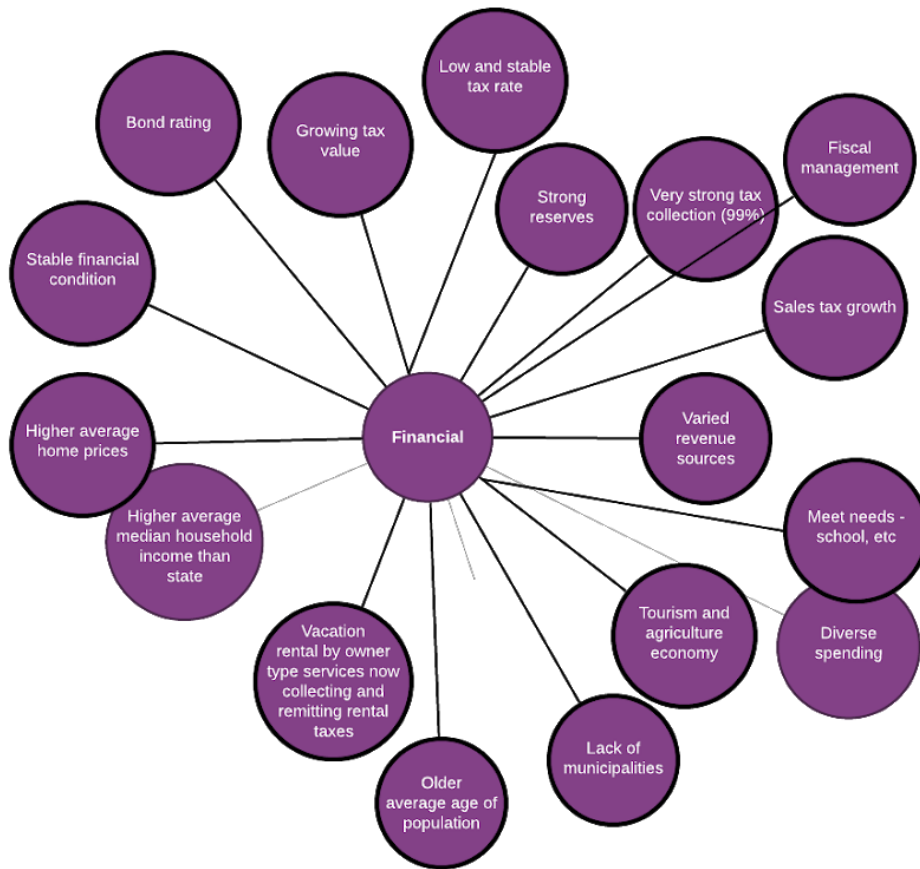 Low and stable
tax rate
Bond rating
Growing tax
value
Fiscal
management
Strong
reserves
Very strong tax
collection (99%)
Stable financial
condition
Sales tax growth
Higher average
home prices
Financial
Varied
revenue
sources
Higher average
median household
income than
state
Meet needs -
school, etc
Vacation
rental by owner
type services now
collecting and
remitting rental
taxes
Tourism and
agriculture
economy
Diverse
spending
Lack of
municipalities
Older
average age of
population